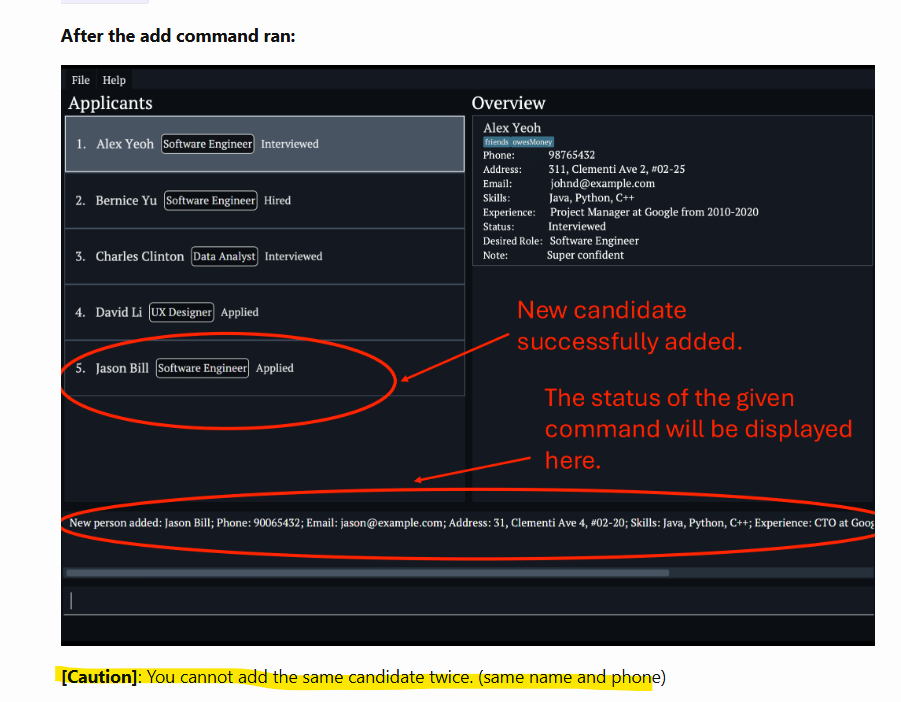 After the add command ran:
File Help
Applicants
Overview
1. Alex Yeoh Software Engineer Interviewed
2. Bernice Yu Software Engineer Hired
3. Charles Clinton Data Analyst Interviewed
4. David Li UX Designer Applied
5. Jason Bill Software Engineer Applied
Alex Yeoh
friends owesMoney
Phone: 98765432
Address: 311, Clementi Ave 2, #02-25
Email: johnd@example.com
Skills: Java, Python, C++
Experience: Project Manager at Google from 2010-2020
Status: Interviewed
Desired Role: Software Engineer
Note: Super confident
New candidate
successfully added.
The status of the given
command will be displayed
here.
New person added: Jason Bill; Phone: 90065432; Email: jason@example.com; Address: 31, Clementi Ave 4, #02-20; Skills: Java, Python, C++; Experience: CTO at Goog
[Caution]: You cannot add the same candidate twice. (same name and phone)